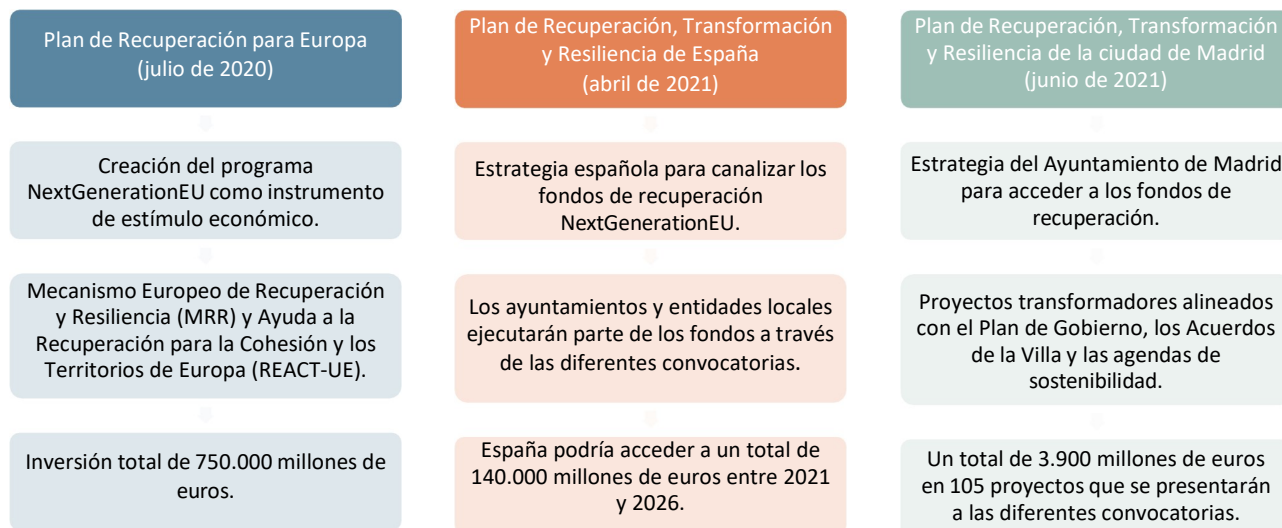 Plan de Recuperación para Europa
(julio de 2020)
Creación del programa
NextGenerationEU como instrumento
de estímulo económico.
Mecanismo Europeo de Recuperación
y Resiliencia (MRR) y Ayuda a la
Recuperación para la Cohesión y los
Territorios de Europa (REACT-UE).
Inversión total de 750.000 millones de
euros.
Plan de Recuperación, Transformación
y Resiliencia de España
(abril de 2021)
Estrategia española para canalizar los
fondos de recuperación
NextGenerationEU.
Los ayuntamientos y entidades locales
ejecutarán parte de los fondos a través
de las diferentes convocatorias.
España podría acceder a un total de
140.000 millones de euros entre 2021
y 2026.
Plan de Recuperación, Transformación
y Resiliencia de la ciudad de Madrid
(junio de 2021)
Estrategia del Ayuntamiento de Madrid
para acceder a los fondos de
recuperación.
Proyectos transformadores alineados
con el Plan de Gobierno, los Acuerdos
de la Villa y las agendas de
sostenibilidad.
Un total de 3.900 millones de euros
en 105 proyectos que se presentarán
a las diferentes convocatorias.